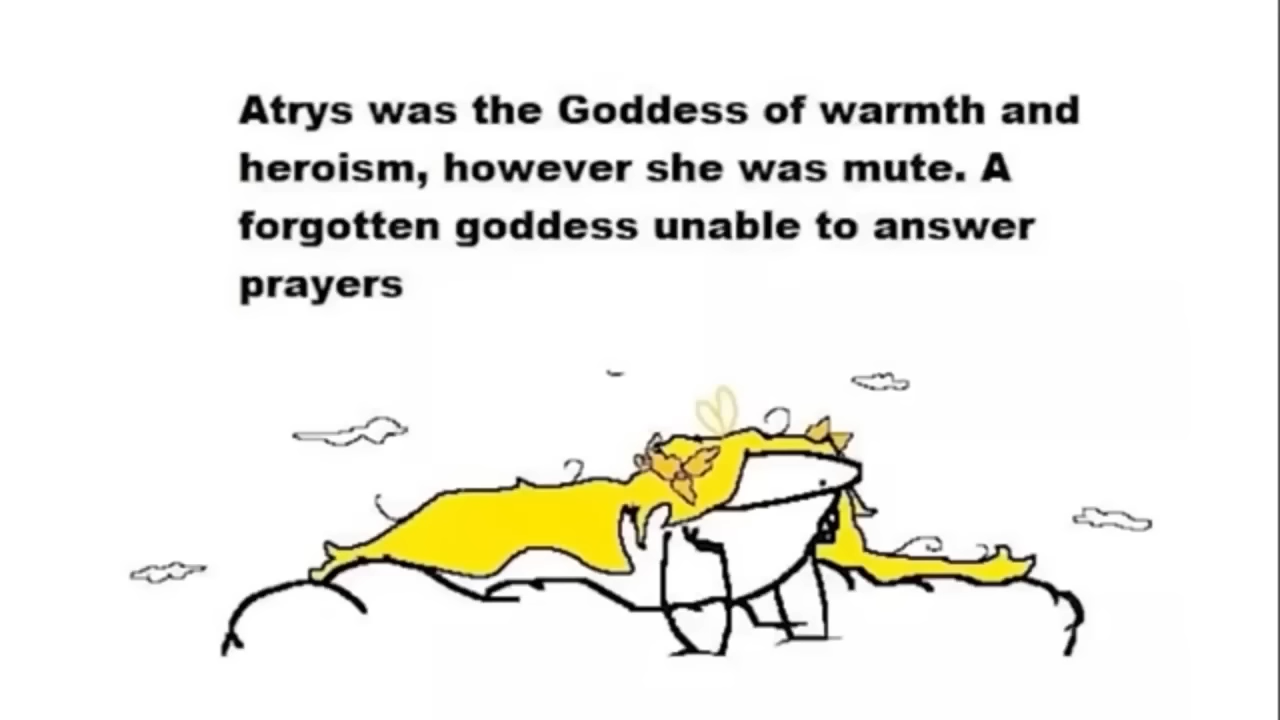 Atrys was the Goddess of warmth and
heroism, however she was mute. A
forgotten goddess unable to answer
prayers